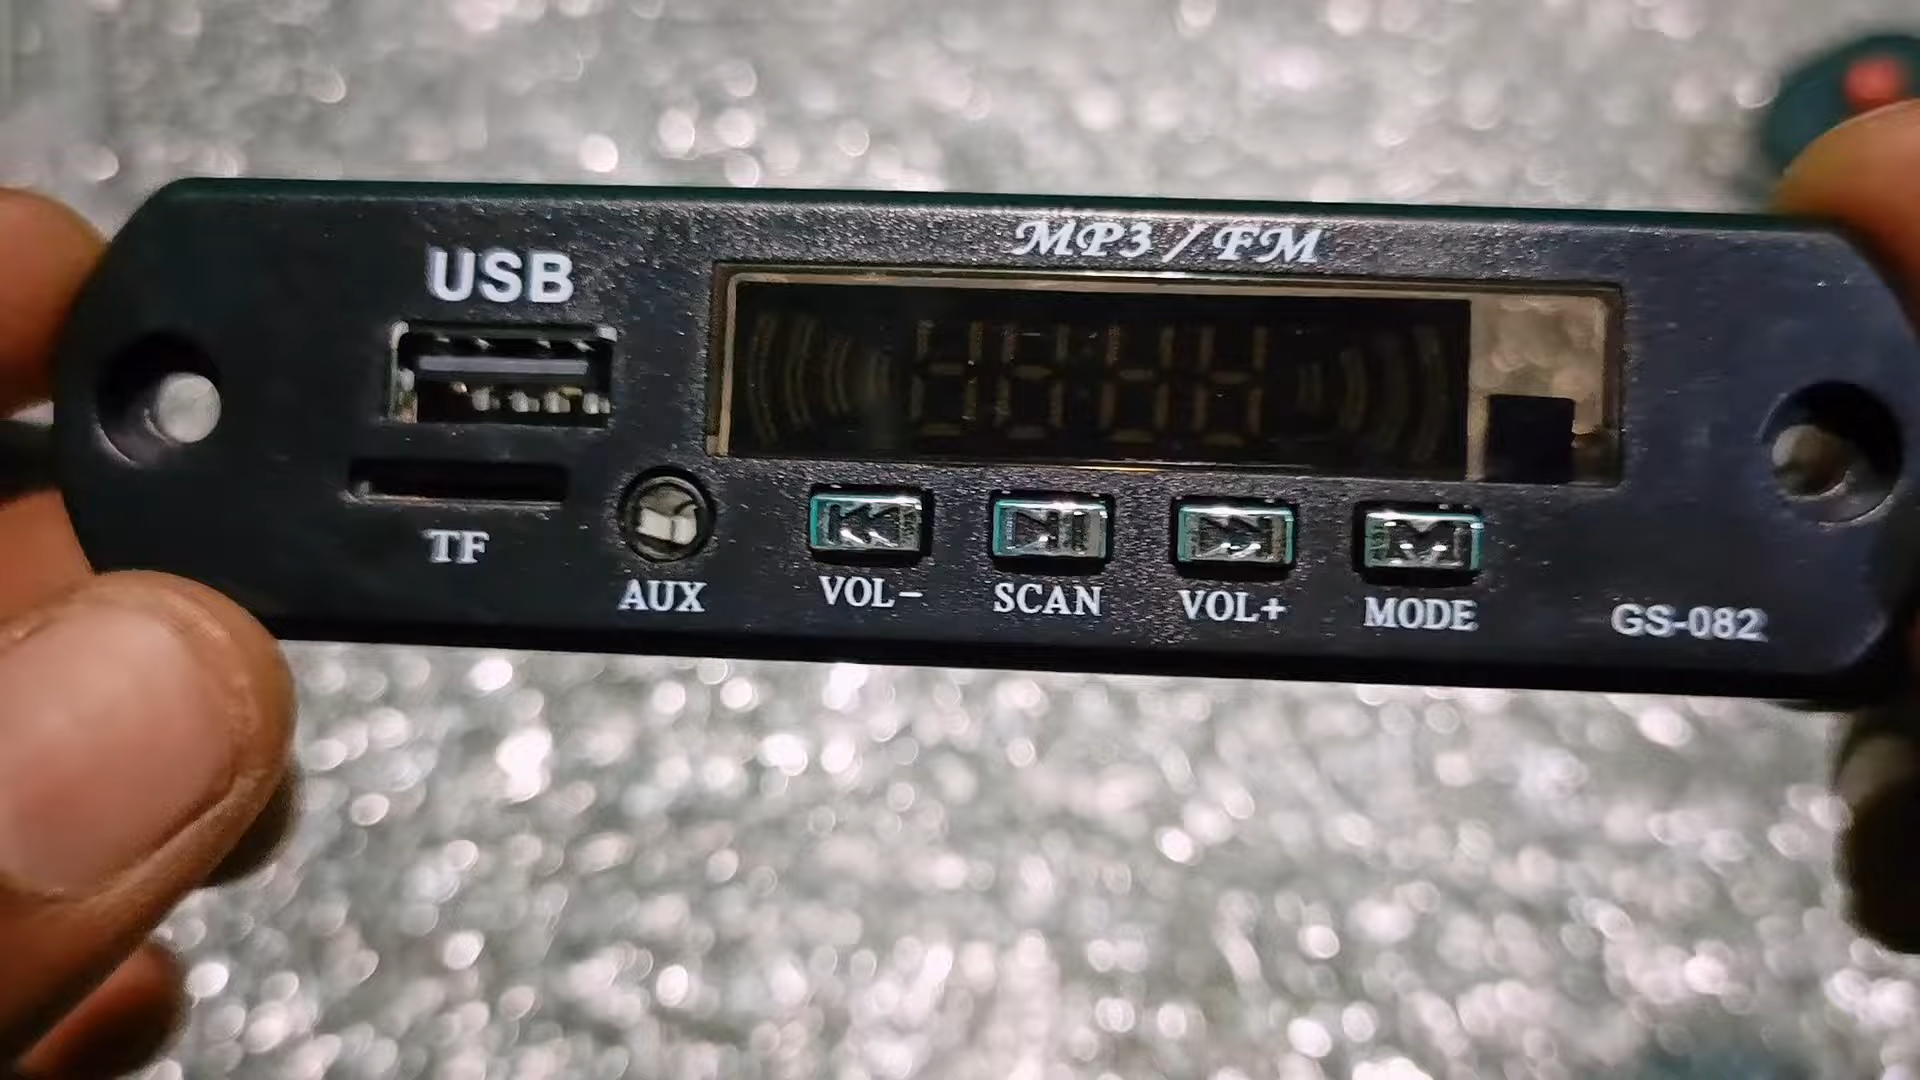 MP3 / FM
USB
TF
AUX
VOL-
SCAN
VOL+
MODE
GS-082